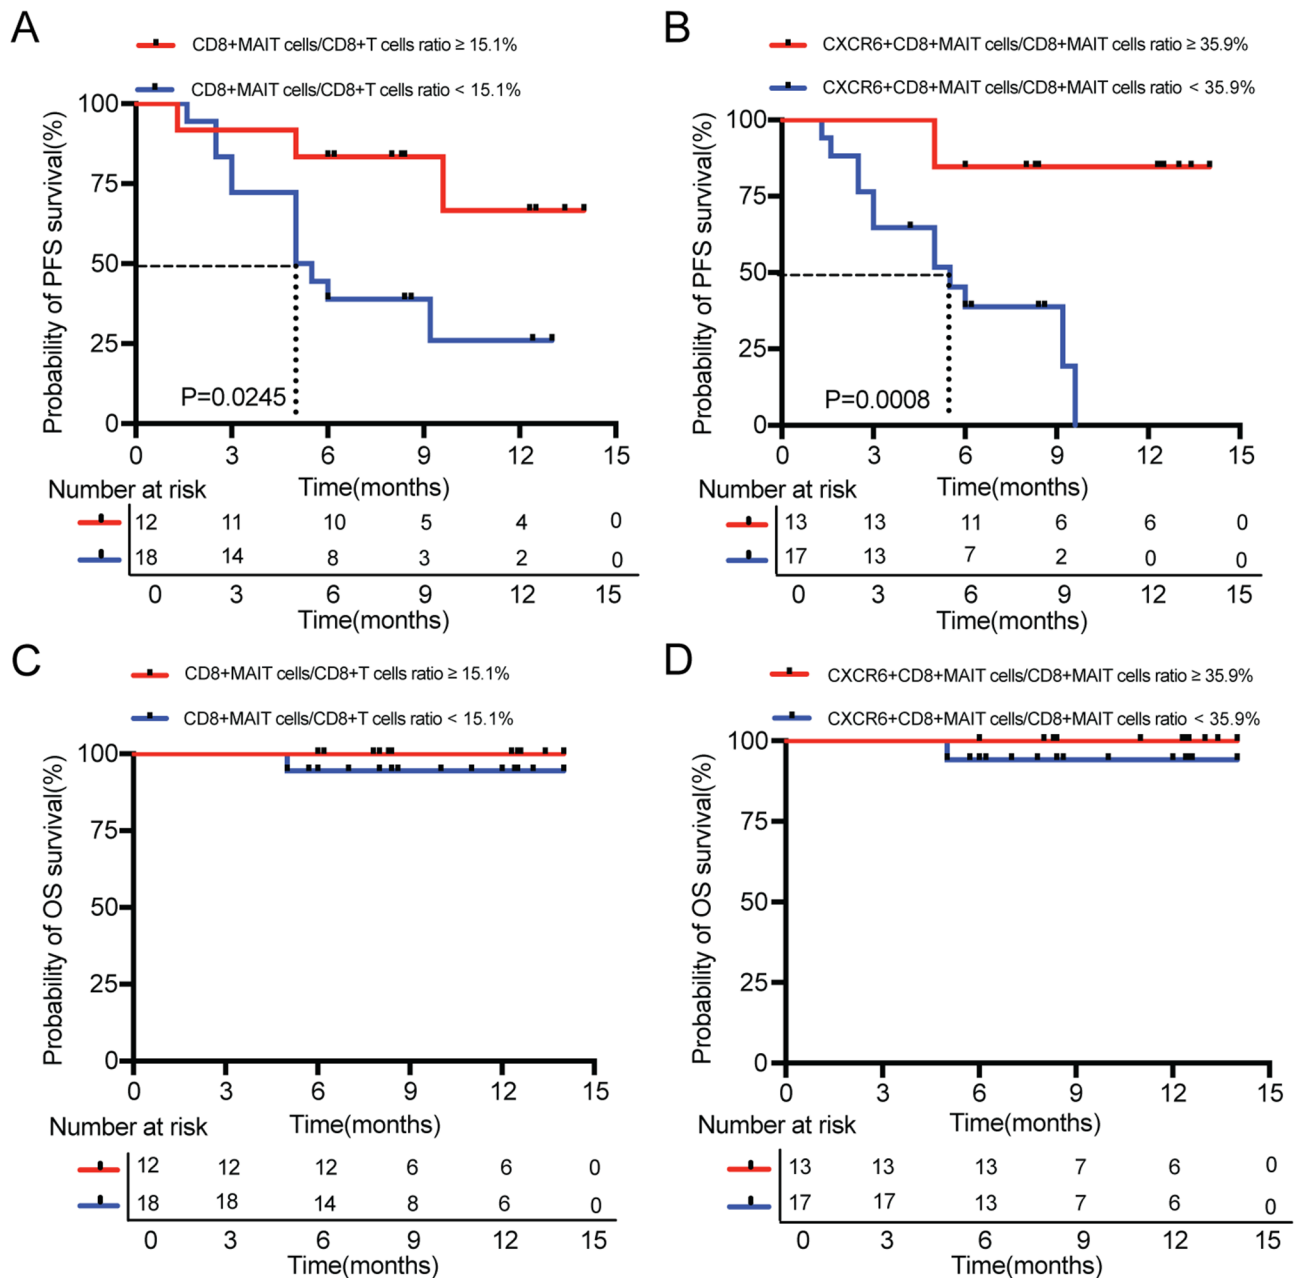 A
CD8+MAIT cells/CD8+T cells ratio ≥ 15.1%
CD8+MAIT cells/CD8+T cells ratio < 15.1%
Probability of PFS survival(%)
100
75
50
25
0
P=0.0245
0 3 6 9 12 15
Time(months)
Number at risk
12 11 10 5 4 0
18 14 8 3 2 0
0 3 6 9 12 15
Time(months)
B
CXCR6+CD8+MAIT cells/CD8+MAIT cells ratio ≥ 35.9%
CXCR6+CD8+MAIT cells/CD8+MAIT cells ratio < 35.9%
Probability of PFS survival(%)
100
75
50
25
0
P=0.0008
0 3 6 9 12 15
Time(months)
Number at risk
13 13 11 6 6 0
17 13 7 2 0 0
0 3 6 9 12 15
Time(months)
C
CD8+MAIT cells/CD8+T cells ratio ≥ 15.1%
CD8+MAIT cells/CD8+T cells ratio < 15.1%
Probability of OS survival(%)
100
75
50
25
0
0 3 6 9 12 15
Time(months)
Number at risk
12 12 12 6 6 0
18 18 14 8 6 0
0 3 6 9 12 15
Time(months)
D
CXCR6+CD8+MAIT cells/CD8+MAIT cells ratio ≥ 35.9%
CXCR6+CD8+MAIT cells/CD8+MAIT cells ratio < 35.9%
Probability of OS survival(%)
100
75
50
25
0
0 3 6 9 12 15
Time(months)
Number at risk
13 13 13 7 6 0
17 17 13 7 6 0
0 3 6 9 12 15
Time(months)